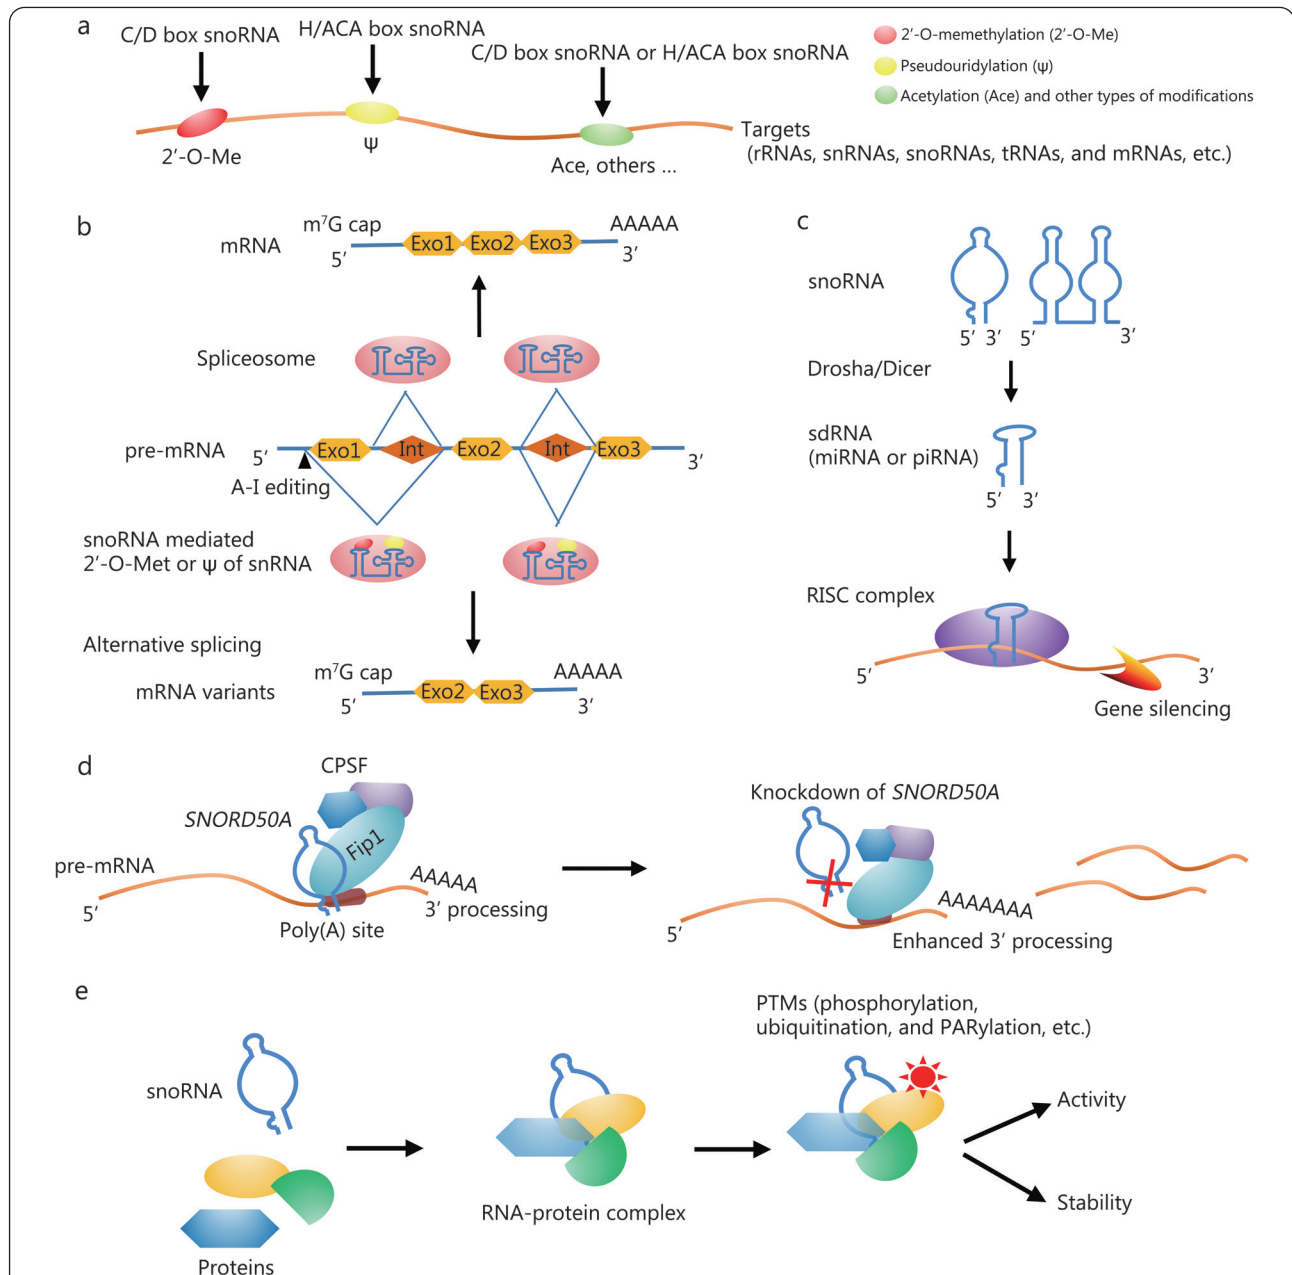 a
C/D box snoRNA
H/ACA box snoRNA
C/D box snoRNA or H/ACA box snoRNA
2′-O-memethylation (2′-O-Me)
Pseudouridylation (ψ)
Acetylation (Ace) and other types of modifications
2′-O-Me
ψ
Ace, others ...
Targets
(rRNAs, snRNAs, snoRNAs, tRNAs, and mRNAs, etc.)
b
m⁷G cap
AAAAA
mRNA
Exo1
Exo2
Exo3
5′
3′
Spliceosome
pre-mRNA
5′
Exo1
Int
Exo2
Int
Exo3
3′
A-I editing
snoRNA mediated
2′-O-Met or ψ of snRNA
Alternative splicing
m⁷G cap
AAAAA
mRNA variants
Exo2
Exo3
5′
3′
c
snoRNA
5′
3′
5′
3′
Drosha/Dicer
sdRNA
(miRNA or piRNA)
5′
3′
RISC complex
5′
3′
Gene silencing
d
CPSF
SNORD50A
Fip1
pre-mRNA
AAAAA
5′
3′ processing
Poly(A) site
Knockdown of SNORD50A
AAAAAAA
5′
Enhanced 3′ processing
e
snoRNA
Proteins
RNA-protein complex
PTMs (phosphorylation,
ubiquitination, and PARylation, etc.)
Activity
Stability